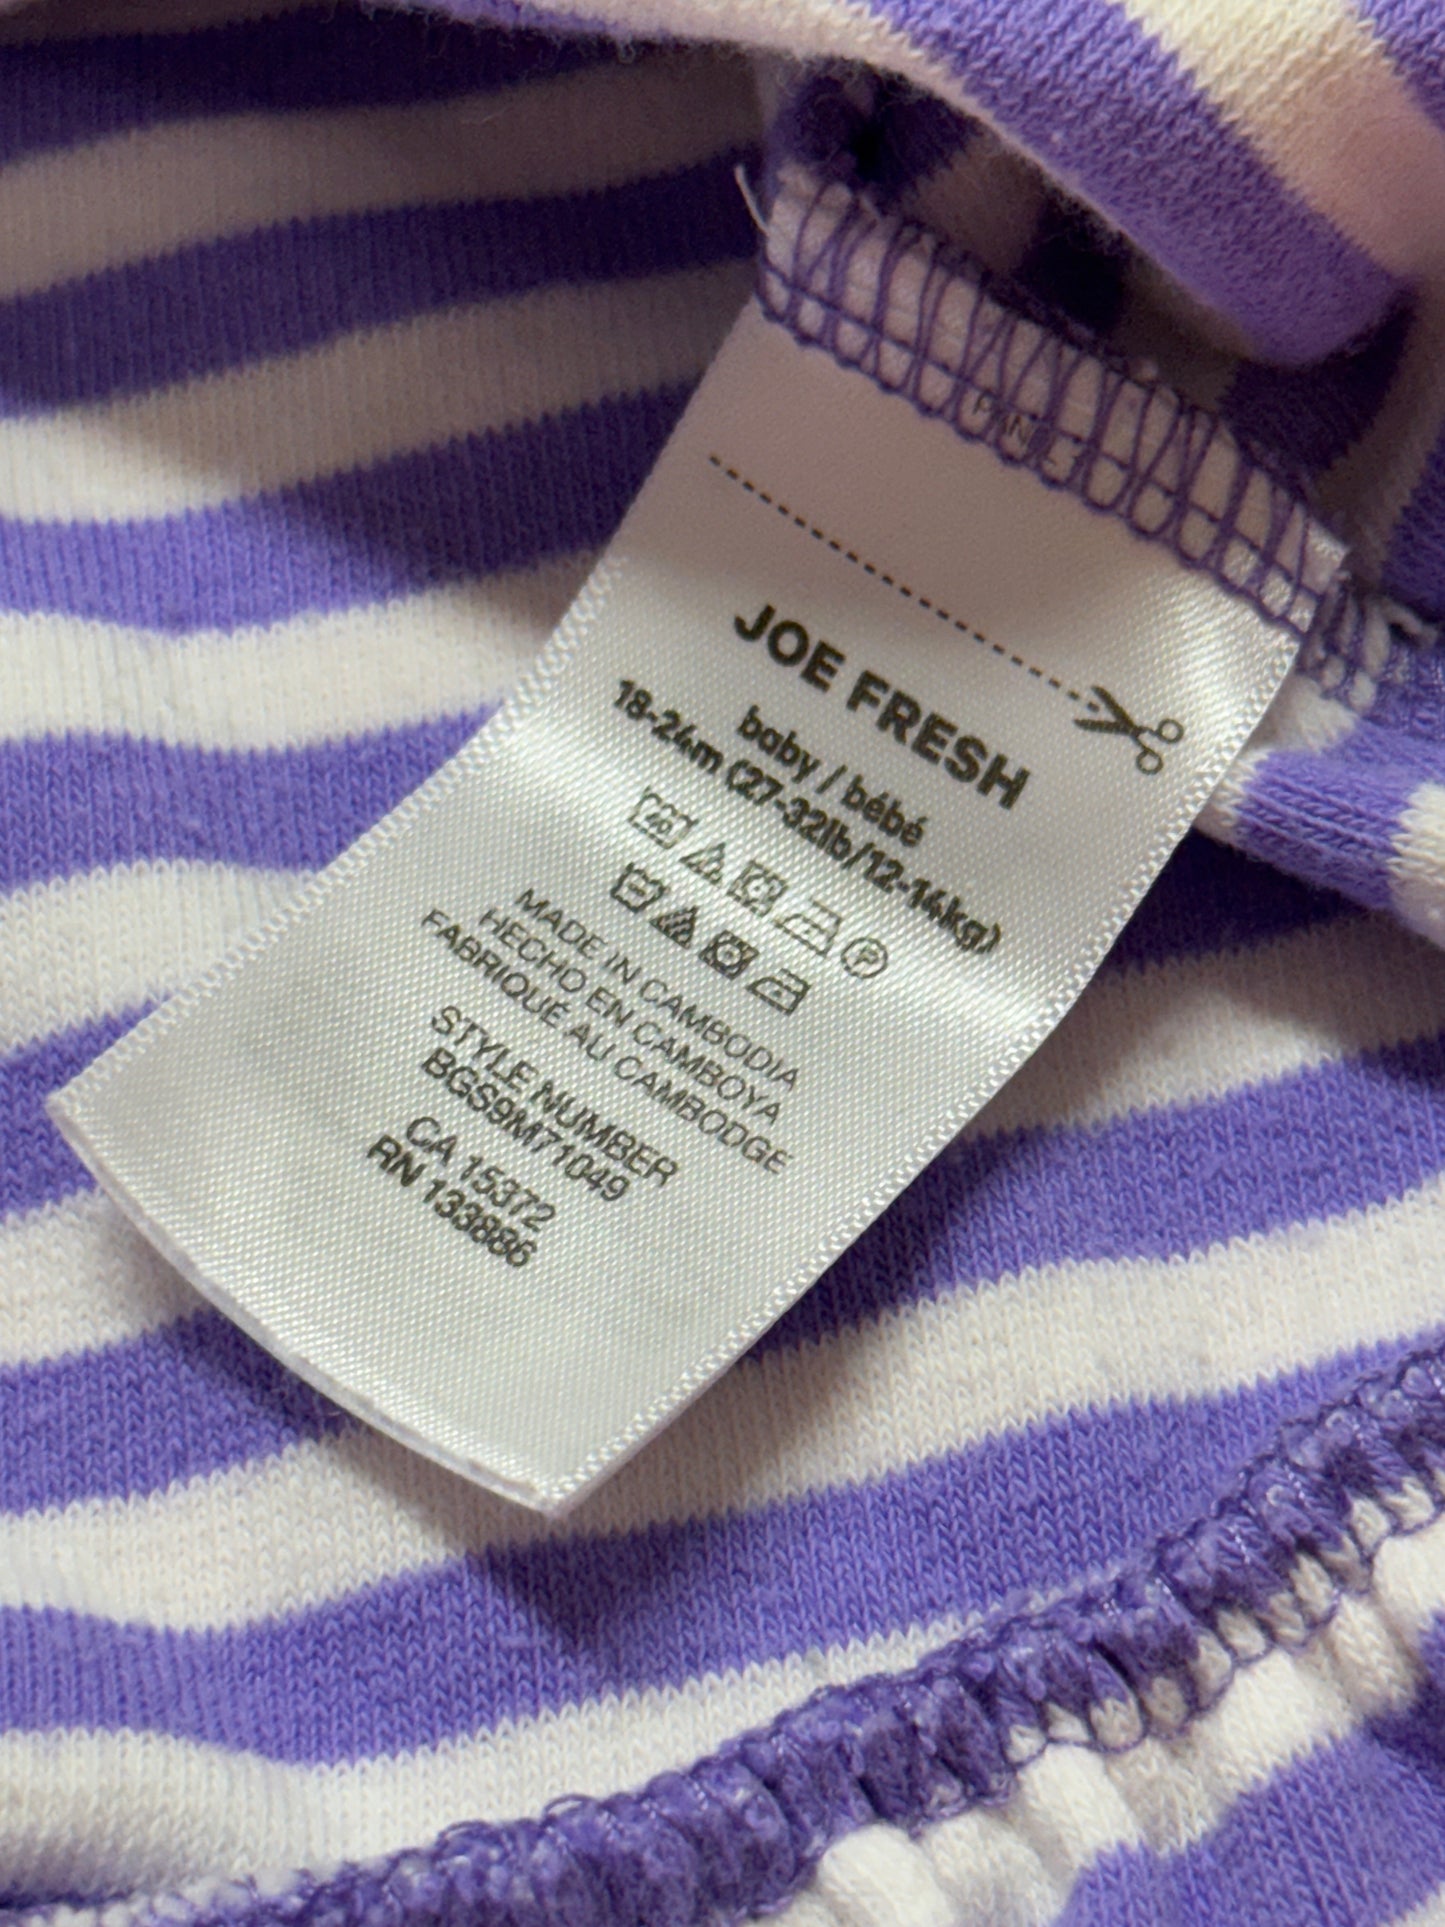 JOE FRESH
baby / bébé
18-24m (27-32lb/12-14kg)
40
P
MADE IN CAMBODIA
HECHO EN CAMBOYA
FABRIQUÉ AU CAMBODGE
STYLE NUMBER
BGS9M71049
CA 15372
RN 133886